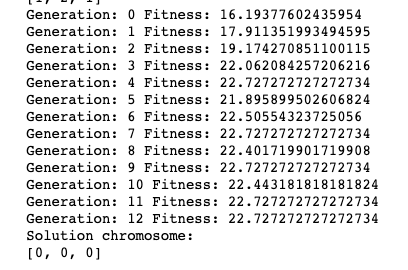 [1, 2, 1]
Generation: 0 Fitness: 16.19377602435954
Generation: 1 Fitness: 17.911351993494595
Generation: 2 Fitness: 19.174270851100115
Generation: 3 Fitness: 22.062084257206216
Generation: 4 Fitness: 22.727272727272734
Generation: 5 Fitness: 21.895899502606824
Generation: 6 Fitness: 22.50554323725056
Generation: 7 Fitness: 22.727272727272734
Generation: 8 Fitness: 22.401719901719908
Generation: 9 Fitness: 22.727272727272734
Generation: 10 Fitness: 22.443181818181824
Generation: 11 Fitness: 22.727272727272734
Generation: 12 Fitness: 22.727272727272734
Solution chromosome:
[0, 0, 0]